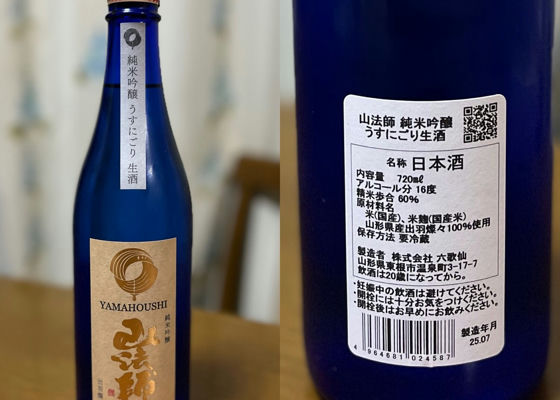 純米吟醸 うすにごり 生酒
YAMAHOUSHI
純米吟醸
山法師
山法師 純米吟醸
うすにごり生酒
名称 日本酒
内容量 720㎖
アルコール分 16度
精米歩合 60%
原材料名
米(国産)、米麹(国産米)
山形県産出羽燦々100%使用
保存方法 要冷蔵
製造者 株式会社 六歌仙
山形県東根市温泉町3-17-7
飲酒は20歳になってから。
・妊娠中の飲酒は避けてください。
・開栓には十分お気をつけください。
・開栓後はお早めにお飲みください。
4 964681 024587
製造年月
25.07